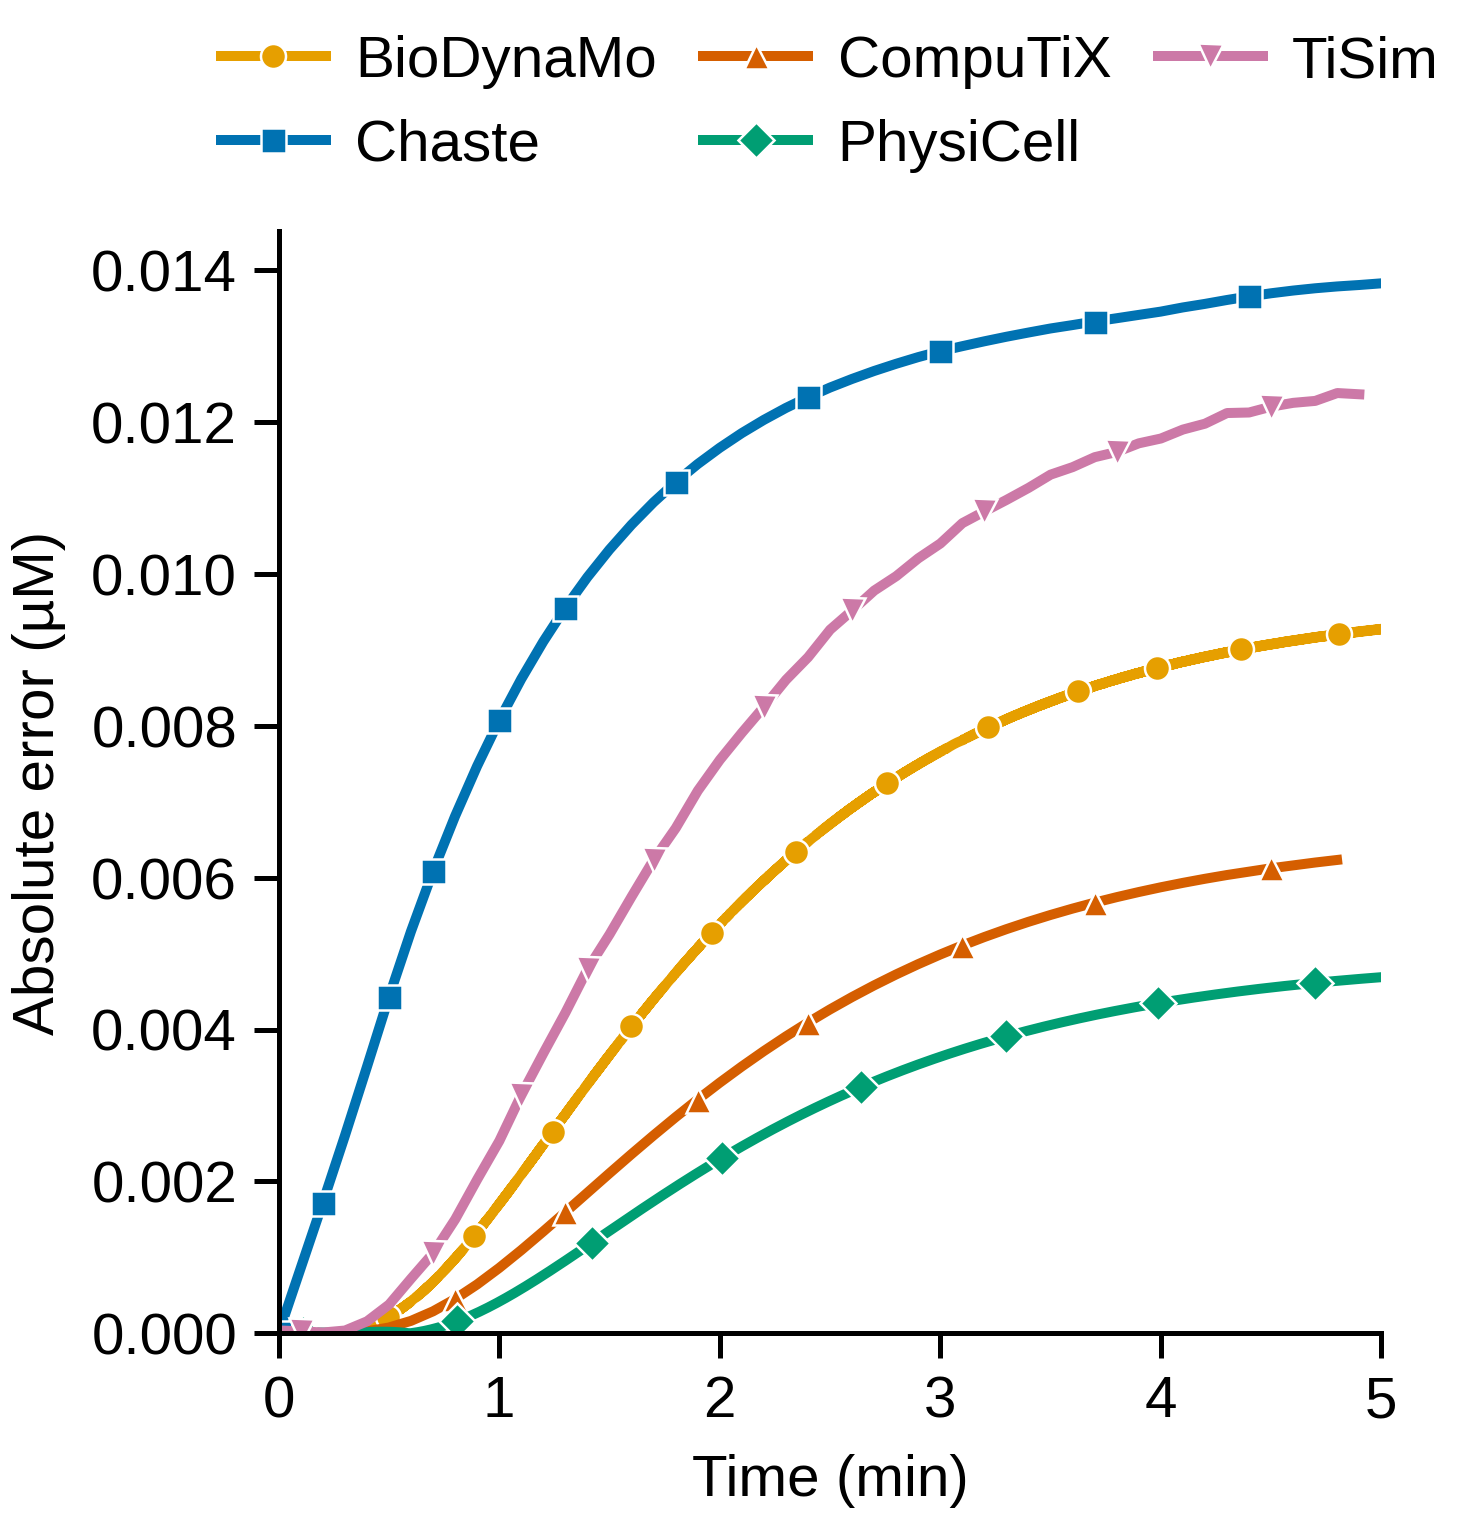 BioDynaMo CompuTiX TiSim
Chaste PhysiCell
0.014
0.012
0.010
0.008
0.006
0.004
0.002
0.000
Absolute error (µM)
0 1 2 3 4 5
Time (min)